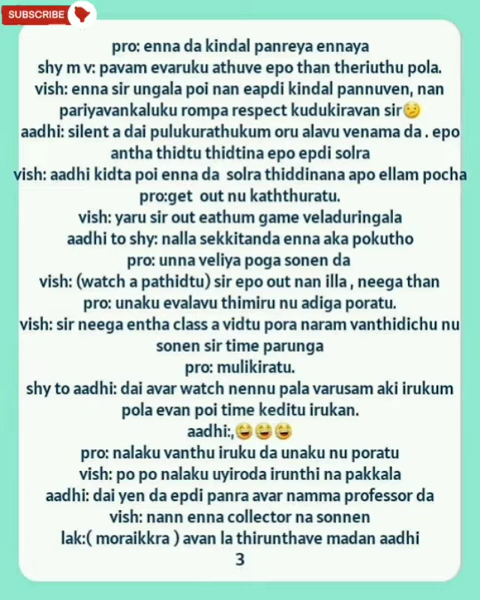 SUBSCRIBE
pro: enna da kindal panreya ennaya
shy m v: pavam evaruku athuve epo than theriuthu pola.
vish: enna sir ungala poi nan eapdi kindal pannuven, nan
pariyavankaluku rompa respect kudukiravan sir😕
aadhi: silent a dai pulukurathukum oru alavu venama da . epo
antha thidtu thidtina epo epdi solra
vish: aadhi kidta poi enna da solra thiddinana apo ellam pocha
pro:get out nu kaththuratu.
vish: yaru sir out eathum game veladuringala
aadhi to shy: nalla sekkitanda enna aka pokutho
pro: unna veliya poga sonen da
vish: (watch a pathidtu) sir epo out nan illa , neega than
pro: unaku evalavu thimiru nu adiga poratu.
vish: sir neega entha class a vidtu pora naram vanthidichu nu
sonen sir time parunga
pro: mulikiratu.
shy to aadhi: dai avar watch nennu pala varusam aki irukum
pola evan poi time keditu irukan.
aadhi:,😅😅😅
pro: nalaku vanthu iruku da unaku nu poratu
vish: po po nalaku uyiroda irunthi na pakkala
aadhi: dai yen da epdi panra avar namma professor da
vish: nann enna collector na sonnen
lak:( moraikkra ) avan la thirunthave madan aadhi
3